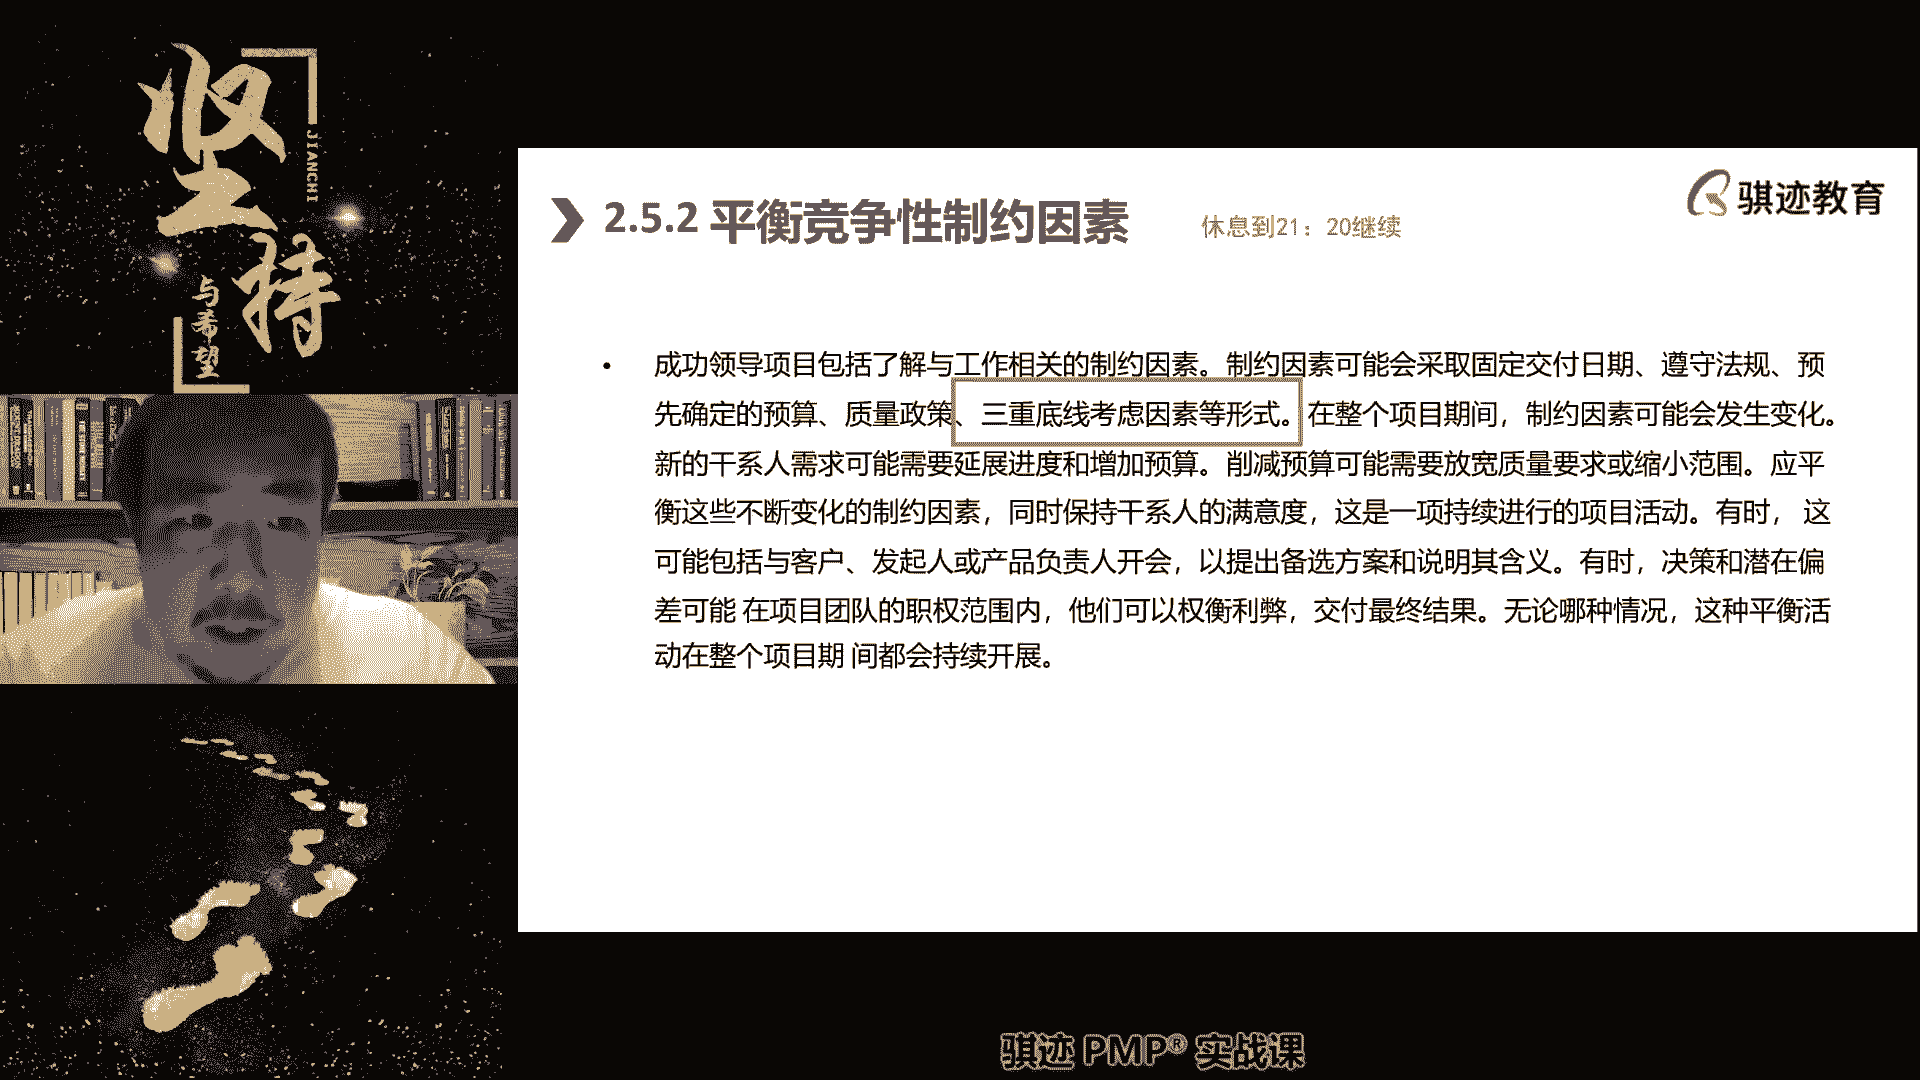 坚持
JIANCHI
与希望
骐迹教育
2.5.2 平衡竞争性制约因素
休息到21：20继续
• 成功领导项目包括了解与工作相关的制约因素。制约因素可能会采取固定交付日期、遵守法规、预
先确定的预算、质量政策、三重底线考虑因素等形式。在整个项目期间，制约因素可能会发生变化。
新的干系人需求可能需要延展进度和增加预算。削减预算可能需要放宽质量要求或缩小范围。应平
衡这些不断变化的制约因素，同时保持干系人的满意度，这是一项持续进行的项目活动。有时， 这
可能包括与客户、发起人或产品负责人开会，以提出备选方案和说明其含义。有时，决策和潜在偏
差可能 在项目团队的职权范围内，他们可以权衡利弊，交付最终结果。无论哪种情况，这种平衡活
动在整个项目期 间都会持续开展。
骐迹 PMP® 实战课